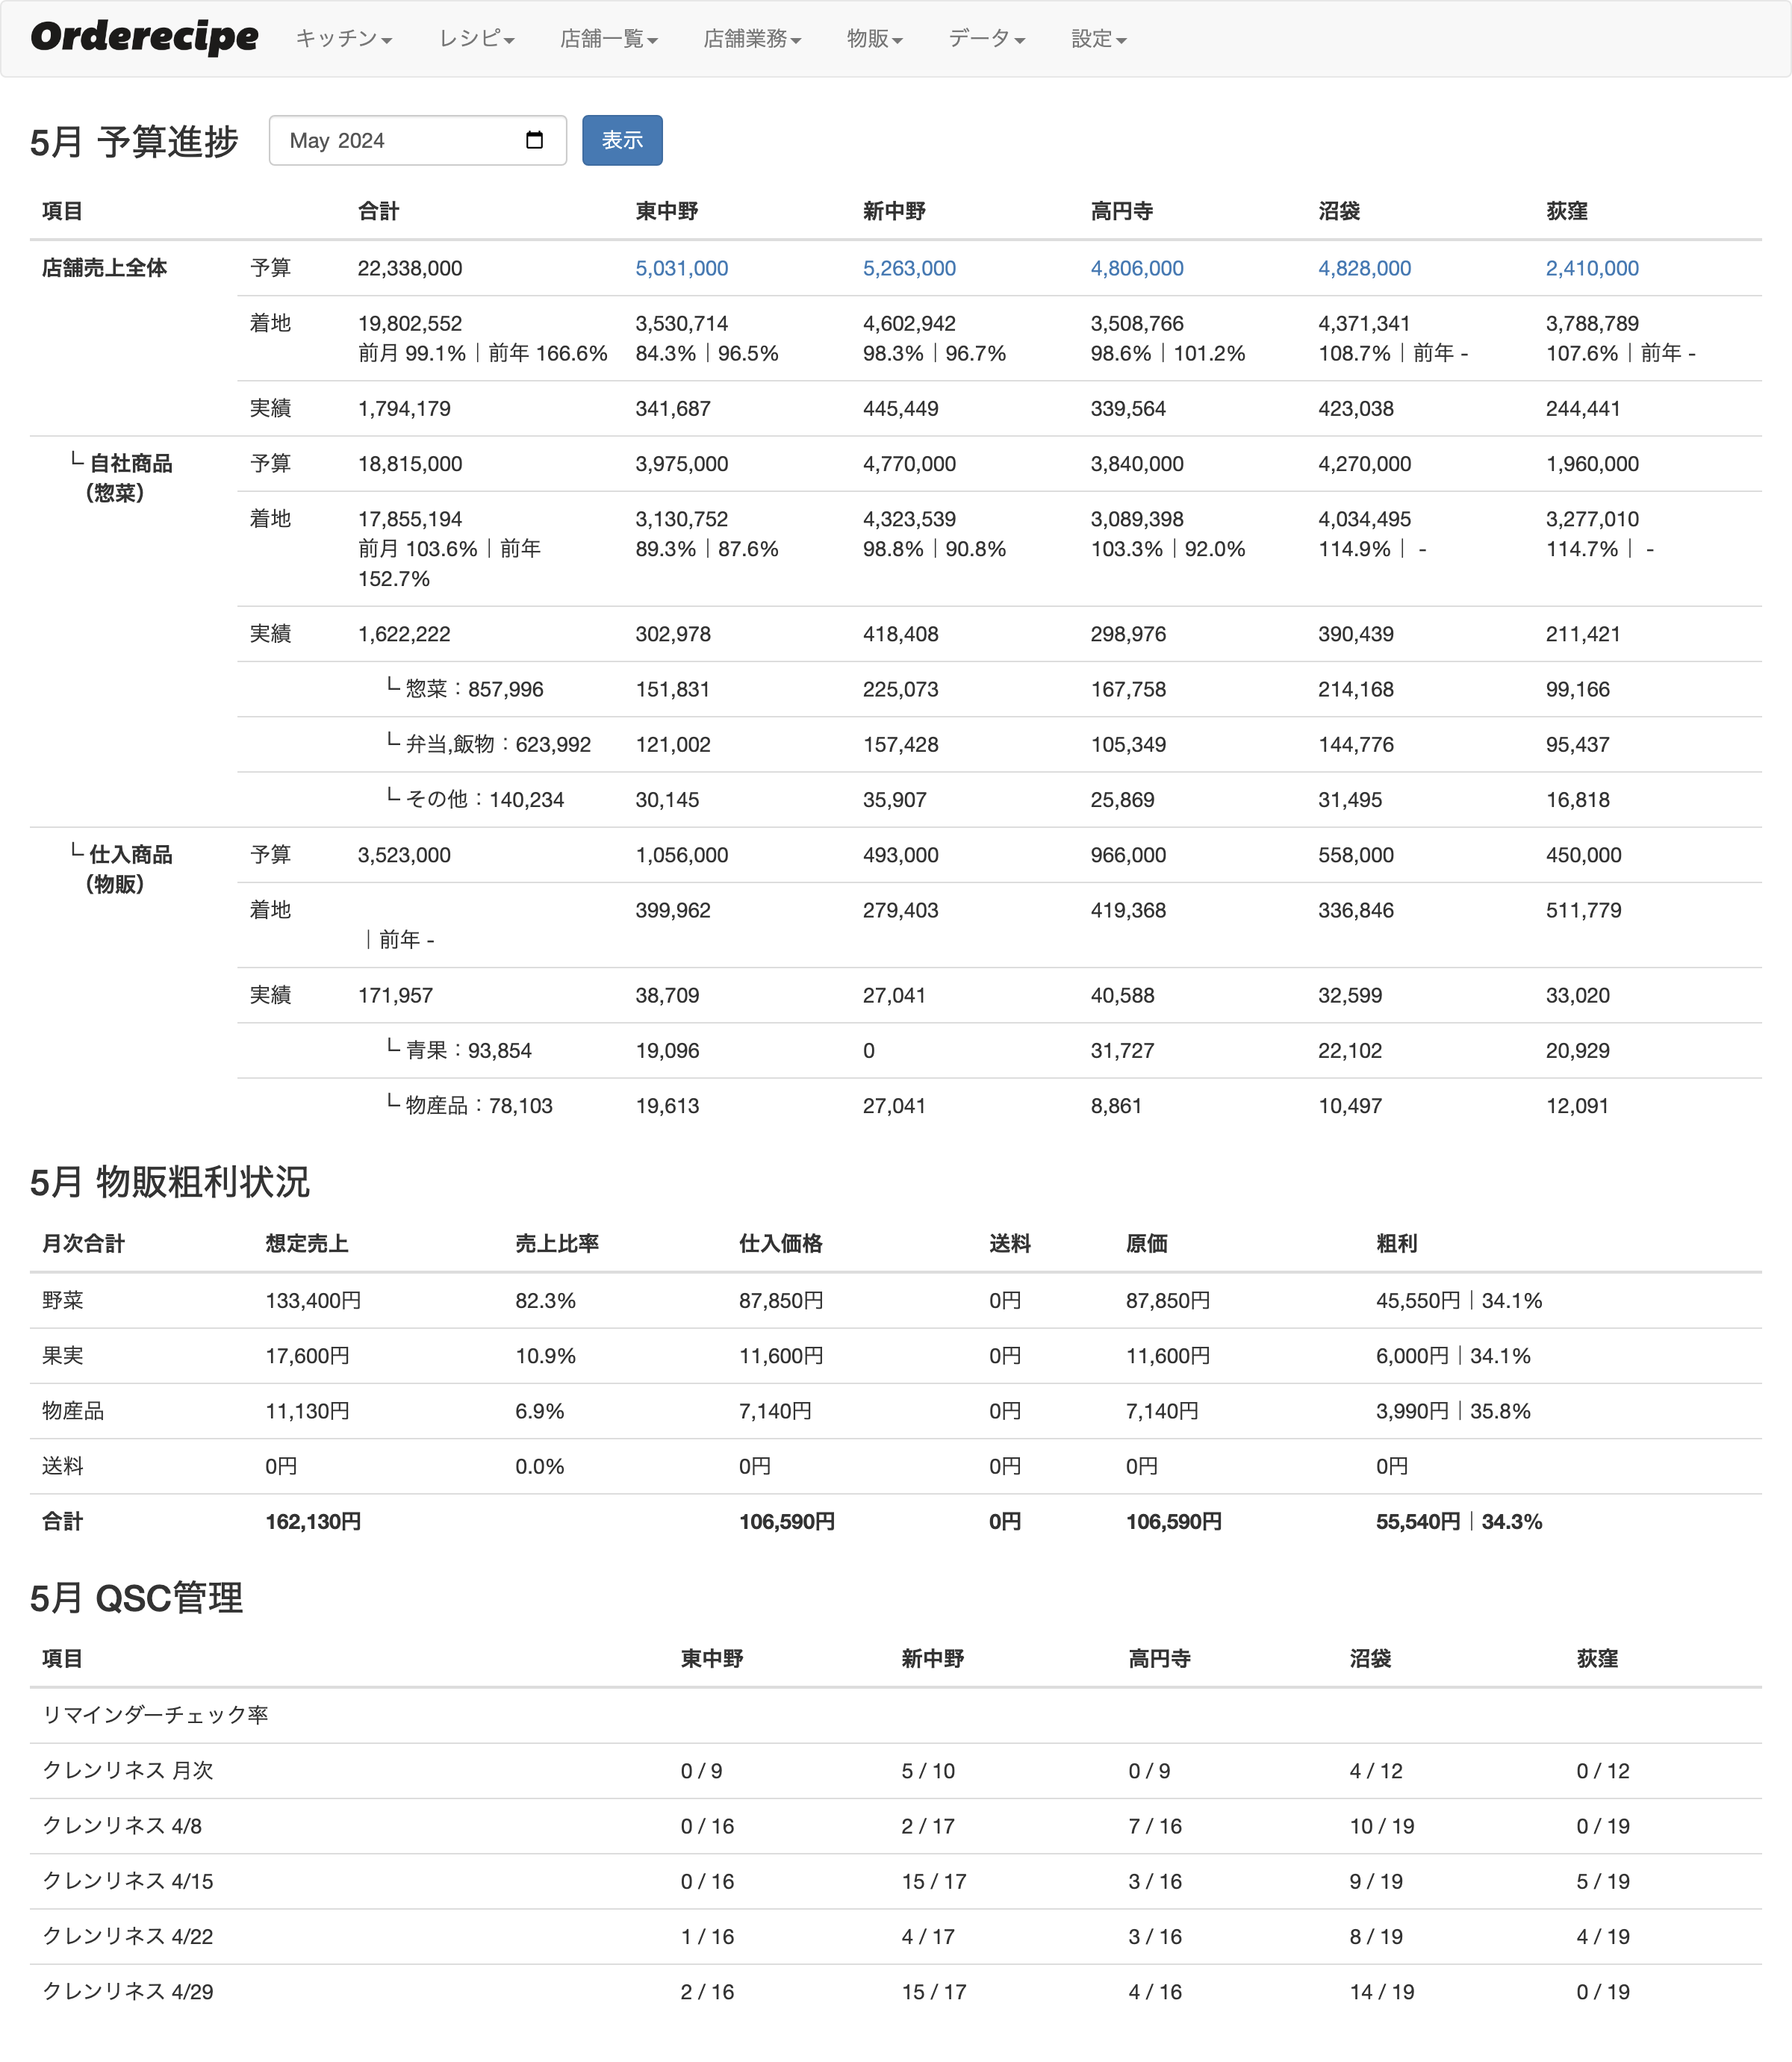 Orderecipe キッチン レシピ 店舗一覧 店舗業務 物販 データ 設定
5月 予算進捗 May 2024 表示
項目 合計 東中野 新中野 高円寺 沼袋 荻窪
店舗売上全体 予算 22,338,000 5,031,000 5,263,000 4,806,000 4,828,000 2,410,000
着地 19,802,552 3,530,714 4,602,942 3,508,766 4,371,341 3,788,789
前月 99.1%｜前年 166.6% 84.3%｜96.5% 98.3%｜96.7% 98.6%｜101.2% 108.7%｜前年 - 107.6%｜前年 -
実績 1,794,179 341,687 445,449 339,564 423,038 244,441
└ 自社商品 予算 18,815,000 3,975,000 4,770,000 3,840,000 4,270,000 1,960,000
（惣菜）
着地 17,855,194 3,130,752 4,323,539 3,089,398 4,034,495 3,277,010
前月 103.6%｜前年 89.3%｜87.6% 98.8%｜90.8% 103.3%｜92.0% 114.9%｜ - 114.7%｜ -
152.7%
実績 1,622,222 302,978 418,408 298,976 390,439 211,421
└ 惣菜：857,996 151,831 225,073 167,758 214,168 99,166
└ 弁当,飯物：623,992 121,002 157,428 105,349 144,776 95,437
└ その他：140,234 30,145 35,907 25,869 31,495 16,818
└ 仕入商品 予算 3,523,000 1,056,000 493,000 966,000 558,000 450,000
（物販）
着地 399,962 279,403 419,368 336,846 511,779
｜前年 -
実績 171,957 38,709 27,041 40,588 32,599 33,020
└ 青果：93,854 19,096 0 31,727 22,102 20,929
└ 物産品：78,103 19,613 27,041 8,861 10,497 12,091
5月 物販粗利状況
月次合計 想定売上 売上比率 仕入価格 送料 原価 粗利
野菜 133,400円 82.3% 87,850円 0円 87,850円 45,550円｜34.1%
果実 17,600円 10.9% 11,600円 0円 11,600円 6,000円｜34.1%
物産品 11,130円 6.9% 7,140円 0円 7,140円 3,990円｜35.8%
送料 0円 0.0% 0円 0円 0円 0円
合計 162,130円 106,590円 0円 106,590円 55,540円｜34.3%
5月 QSC管理
項目 東中野 新中野 高円寺 沼袋 荻窪
リマインダーチェック率
クレンリネス 月次 0 / 9 5 / 10 0 / 9 4 / 12 0 / 12
クレンリネス 4/8 0 / 16 2 / 17 7 / 16 10 / 19 0 / 19
クレンリネス 4/15 0 / 16 15 / 17 3 / 16 9 / 19 5 / 19
クレンリネス 4/22 1 / 16 4 / 17 3 / 16 8 / 19 4 / 19
クレンリネス 4/29 2 / 16 15 / 17 4 / 16 14 / 19 0 / 19